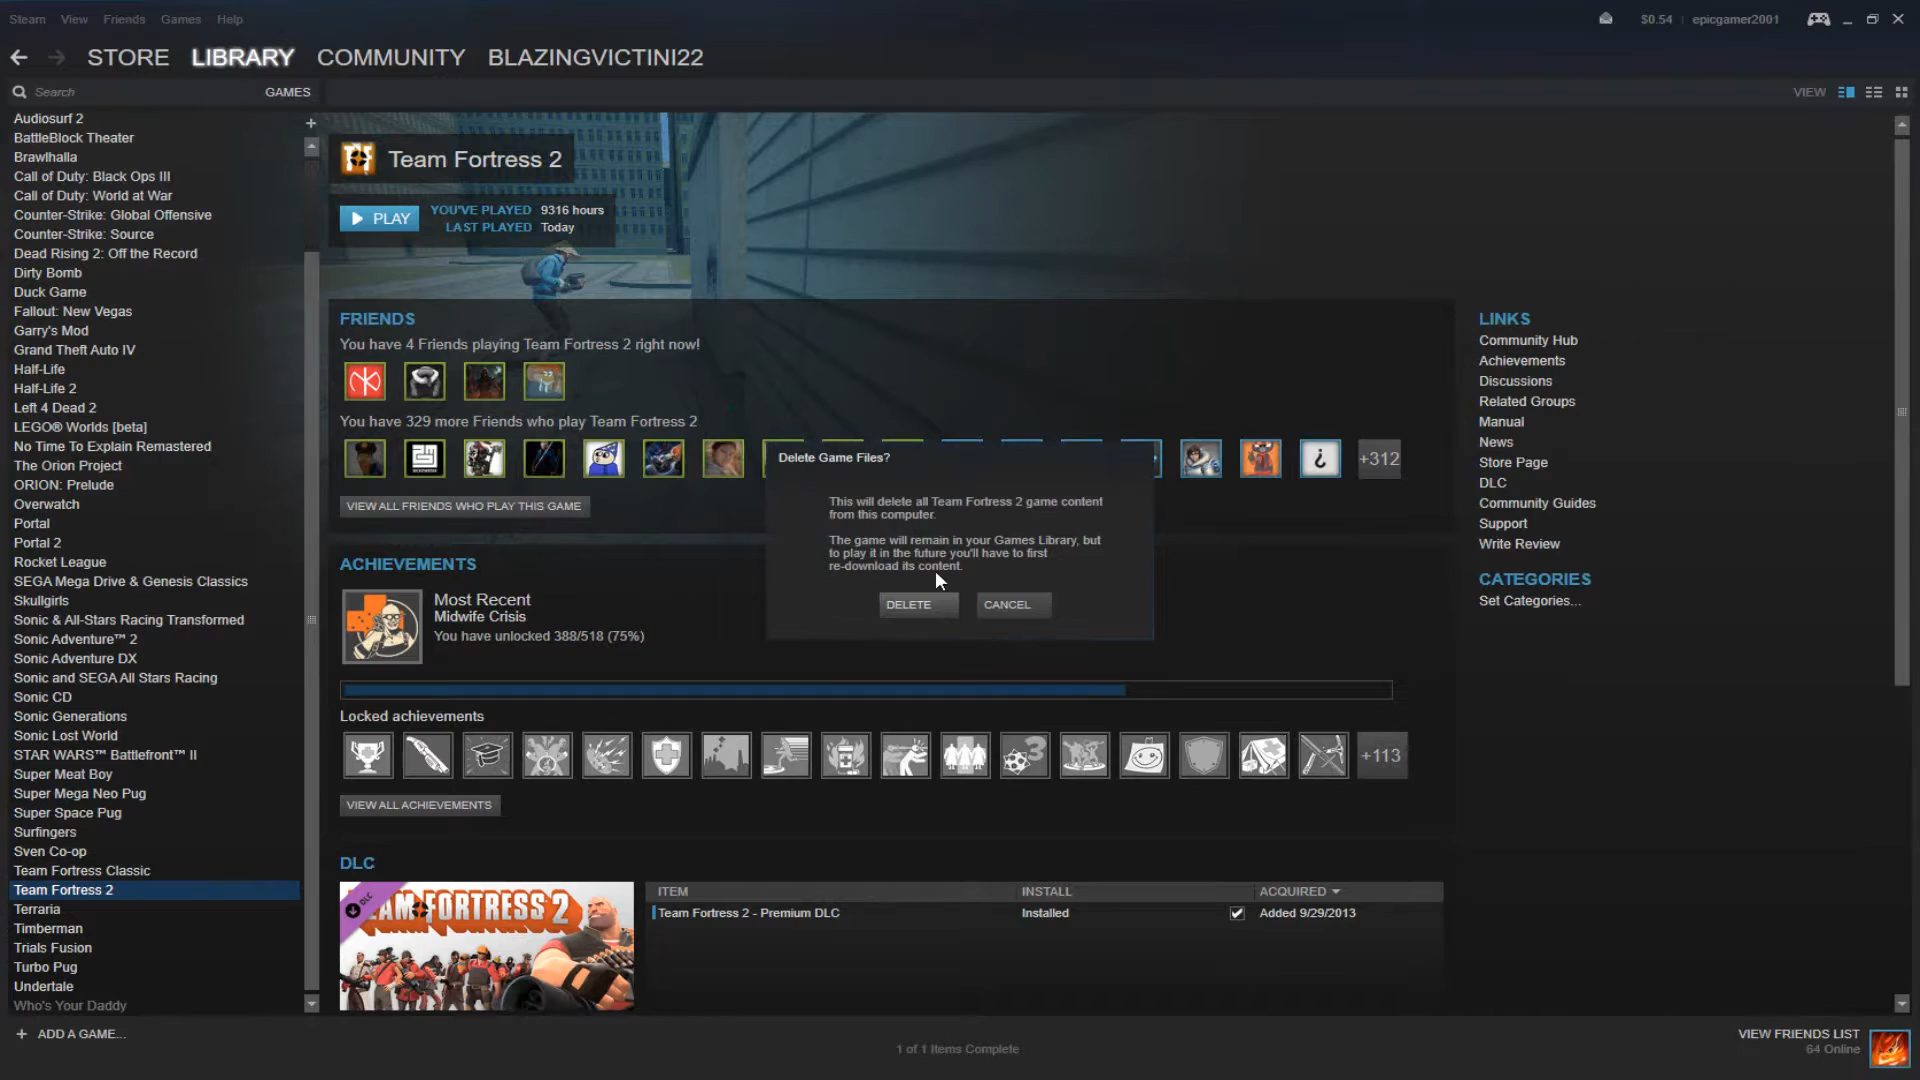 Steam View Friends Games Help
$0.54 epicgamer2001
STORE LIBRARY COMMUNITY BLAZINGVICTINI22
Search GAMES
VIEW
Audiosurf 2
BattleBlock Theater
Brawlhalla
Call of Duty: Black Ops III
Call of Duty: World at War
Counter-Strike: Global Offensive
Counter-Strike: Source
Dead Rising 2: Off the Record
Dirty Bomb
Duck Game
Fallout: New Vegas
Garry's Mod
Grand Theft Auto IV
Half-Life
Half-Life 2
Left 4 Dead 2
LEGO® Worlds [beta]
No Time To Explain Remastered
The Orion Project
ORION: Prelude
Overwatch
Portal
Portal 2
Rocket League
SEGA Mega Drive & Genesis Classics
Skullgirls
Sonic & All-Stars Racing Transformed
Sonic Adventure™ 2
Sonic Adventure DX
Sonic and SEGA All Stars Racing
Sonic CD
Sonic Generations
Sonic Lost World
STAR WARS™ Battlefront™ II
Super Meat Boy
Super Mega Neo Pug
Super Space Pug
Surfingers
Sven Co-op
Team Fortress Classic
Team Fortress 2
Terraria
Timberman
Trials Fusion
Turbo Pug
Undertale
Who's Your Daddy
+ ADD A GAME...
Team Fortress 2
PLAY
YOU'VE PLAYED 9316 hours
LAST PLAYED Today
FRIENDS
You have 4 Friends playing Team Fortress 2 right now!
You have 329 more Friends who play Team Fortress 2
+312
VIEW ALL FRIENDS WHO PLAY THIS GAME
Delete Game Files?
This will delete all Team Fortress 2 game content
from this computer.
The game will remain in your Games Library, but
to play it in the future you'll have to first
re-download its content.
DELETE CANCEL
ACHIEVEMENTS
Most Recent
Midwife Crisis
You have unlocked 388/518 (75%)
Locked achievements
3
+113
VIEW ALL ACHIEVEMENTS
DLC
DLC
TEAM FORTRESS 2
ITEM INSTALL ACQUIRED
Team Fortress 2 - Premium DLC Installed Added 9/29/2013
LINKS
Community Hub
Achievements
Discussions
Related Groups
Manual
News
Store Page
DLC
Community Guides
Support
Write Review
CATEGORIES
Set Categories...
1 of 1 Items Complete
VIEW FRIENDS LIST
64 Online